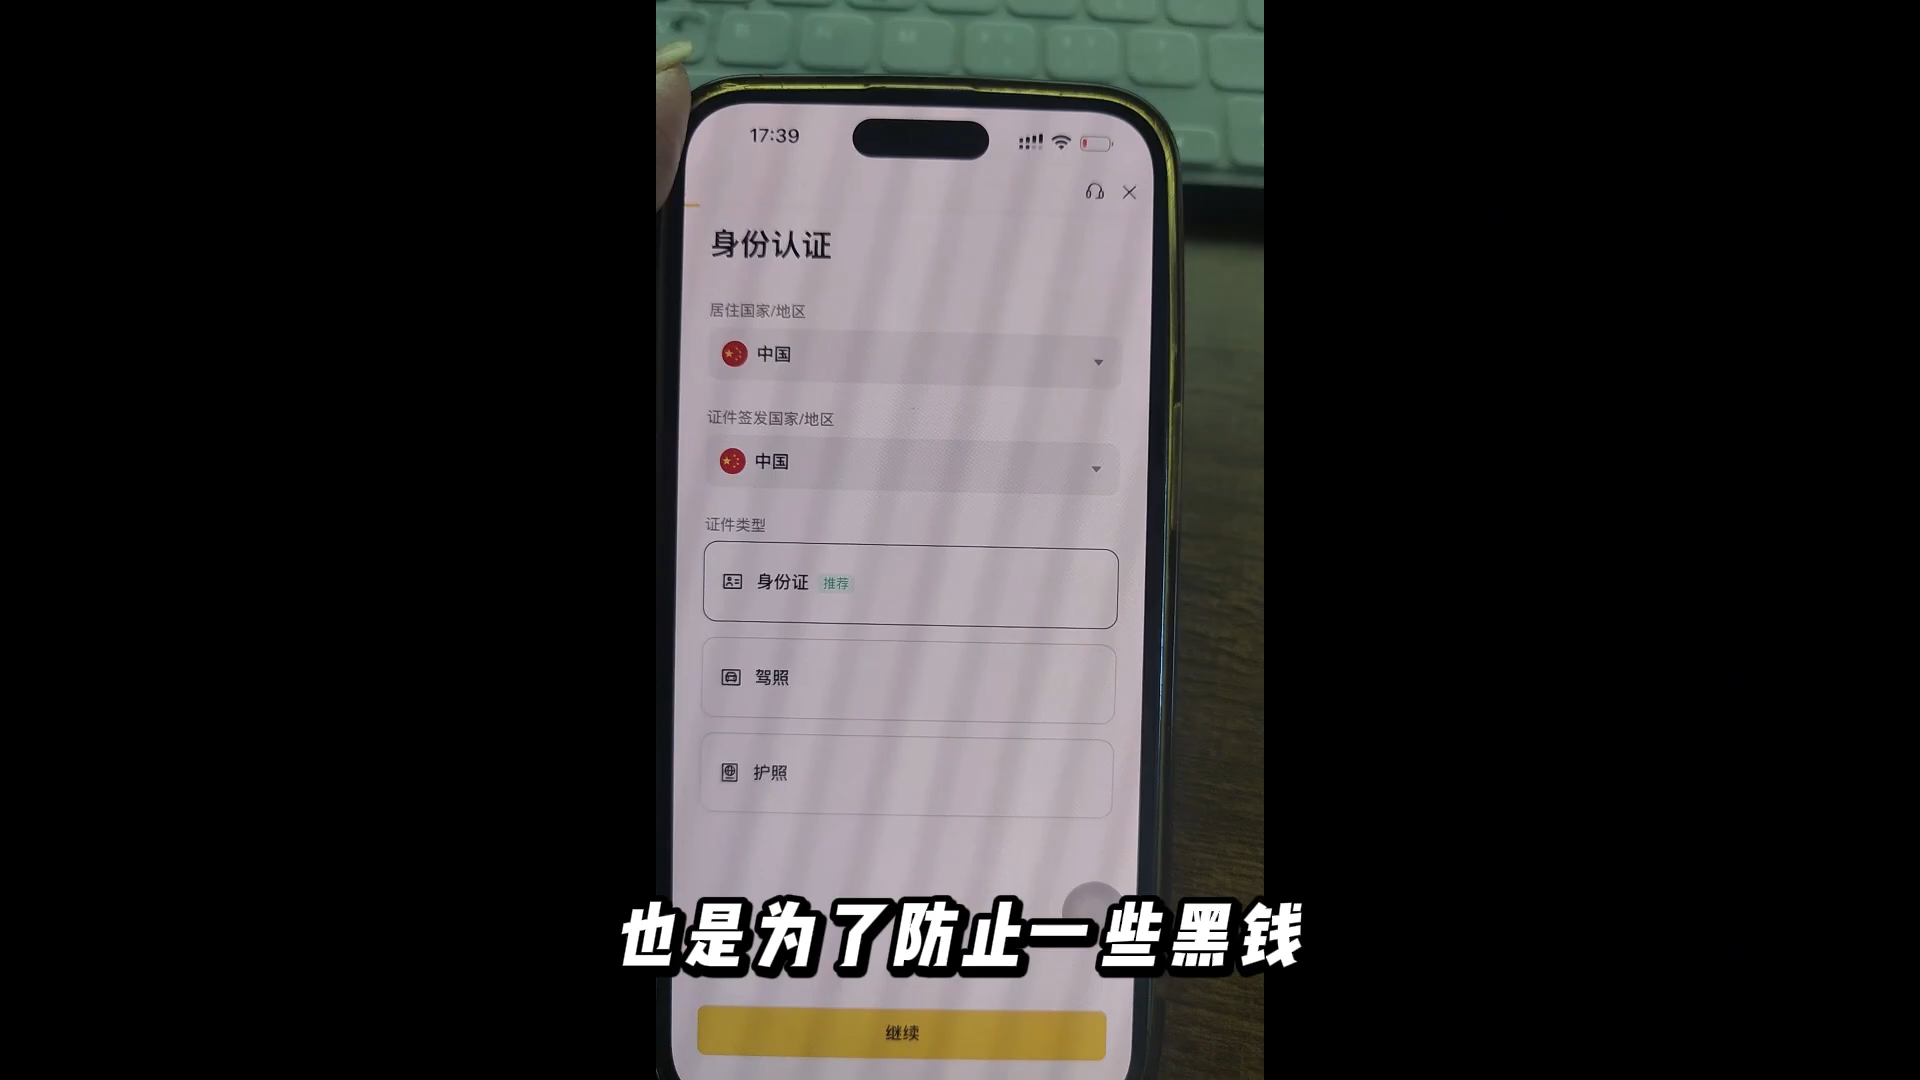 17:39
身份认证
居住国家/地区
中国
证件签发国家/地区
中国
证件类型
身份证 推荐
驾照
护照
也是为了防止一些黑钱
继续